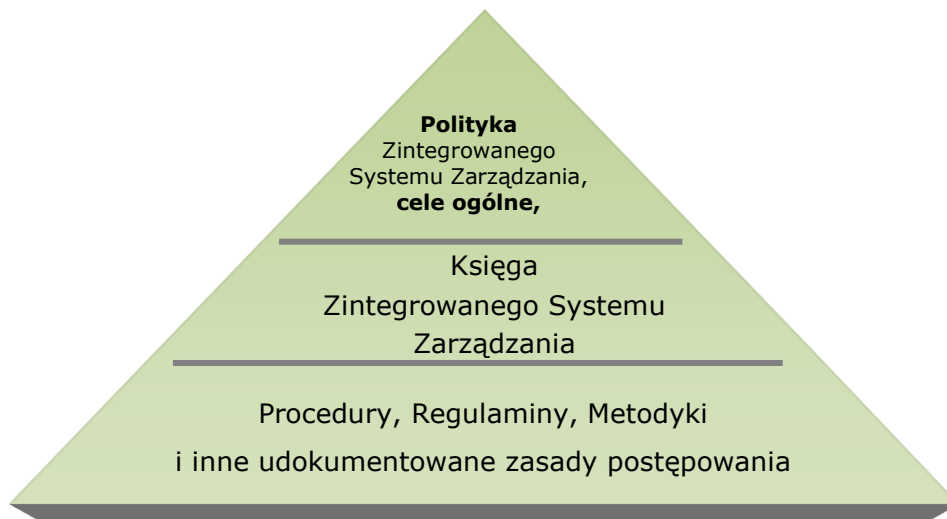 Polityka
Zintegrowanego
Systemu Zarządzania,
cele ogólne,
Księga
Zintegrowanego Systemu
Zarządzania
Procedury, Regulaminy, Metodyki
i inne udokumentowane zasady postępowania